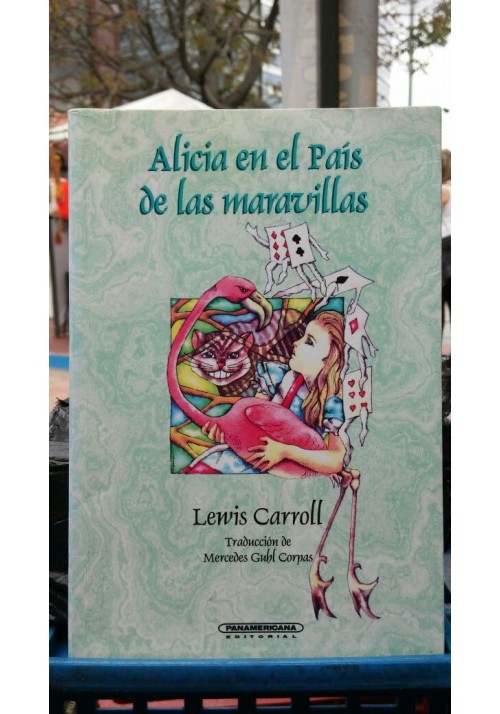 Alicia en el País
de las maravillas
Lewis Carroll
Traducción de
Mercedes Guhl Corpas
PANAMERICANA
EDITORIAL